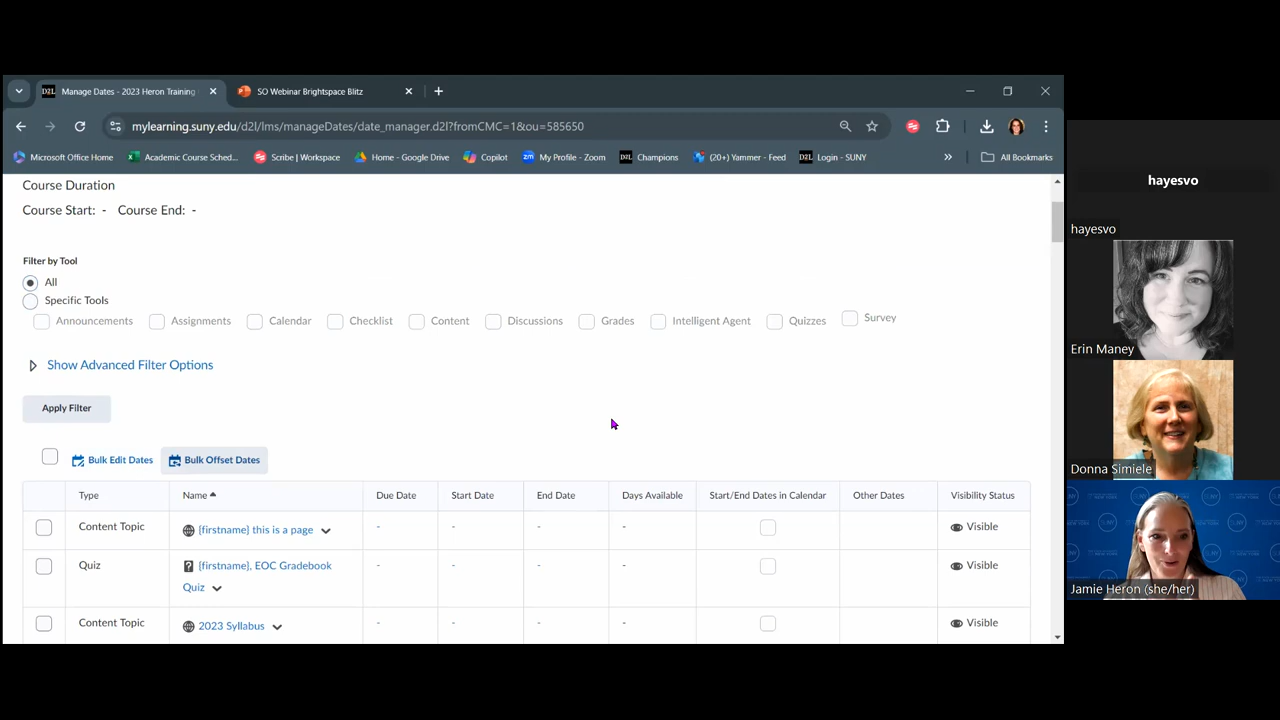 D2L Manage Dates - 2023 Heron Training
SO Webinar Brightspace Blitz
mylearning.suny.edu/d2l/lms/manageDates/date_manager.d2l?fromCMC=1&ou=585650
Microsoft Office Home Academic Course Sched... Scribe | Workspace Home - Google Drive Copilot zm My Profile - Zoom D2L Champions (20+) Yammer - Feed D2L Login - SUNY » All Bookmarks
Course Duration
Course Start: - Course End: -
Filter by Tool
All
Specific Tools
Announcements Assignments Calendar Checklist Content Discussions Grades Intelligent Agent Quizzes Survey
Show Advanced Filter Options
Apply Filter
Bulk Edit Dates Bulk Offset Dates
Type Name Due Date Start Date End Date Days Available Start/End Dates in Calendar Other Dates Visibility Status
Content Topic {firstname} this is a page - - - - Visible
Quiz {firstname}, EOC Gradebook - - - - Visible
Quiz
Content Topic 2023 Syllabus - - - - Visible
hayesvo
hayesvo
Erin Maney
Donna Simiele
Jamie Heron (she/her)